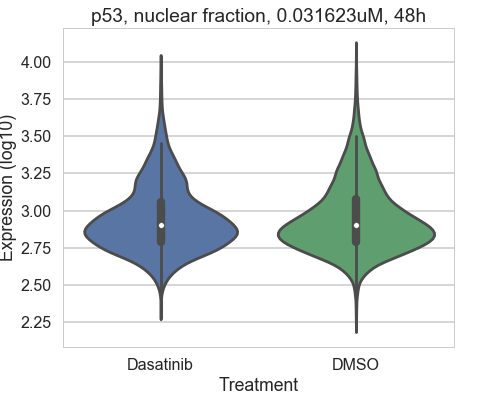 p53, nuclear fraction, 0.031623uM, 48h
Expression (log10)
4.00
3.75
3.50
3.25
3.00
2.75
2.50
2.25
Dasatinib
DMSO
Treatment